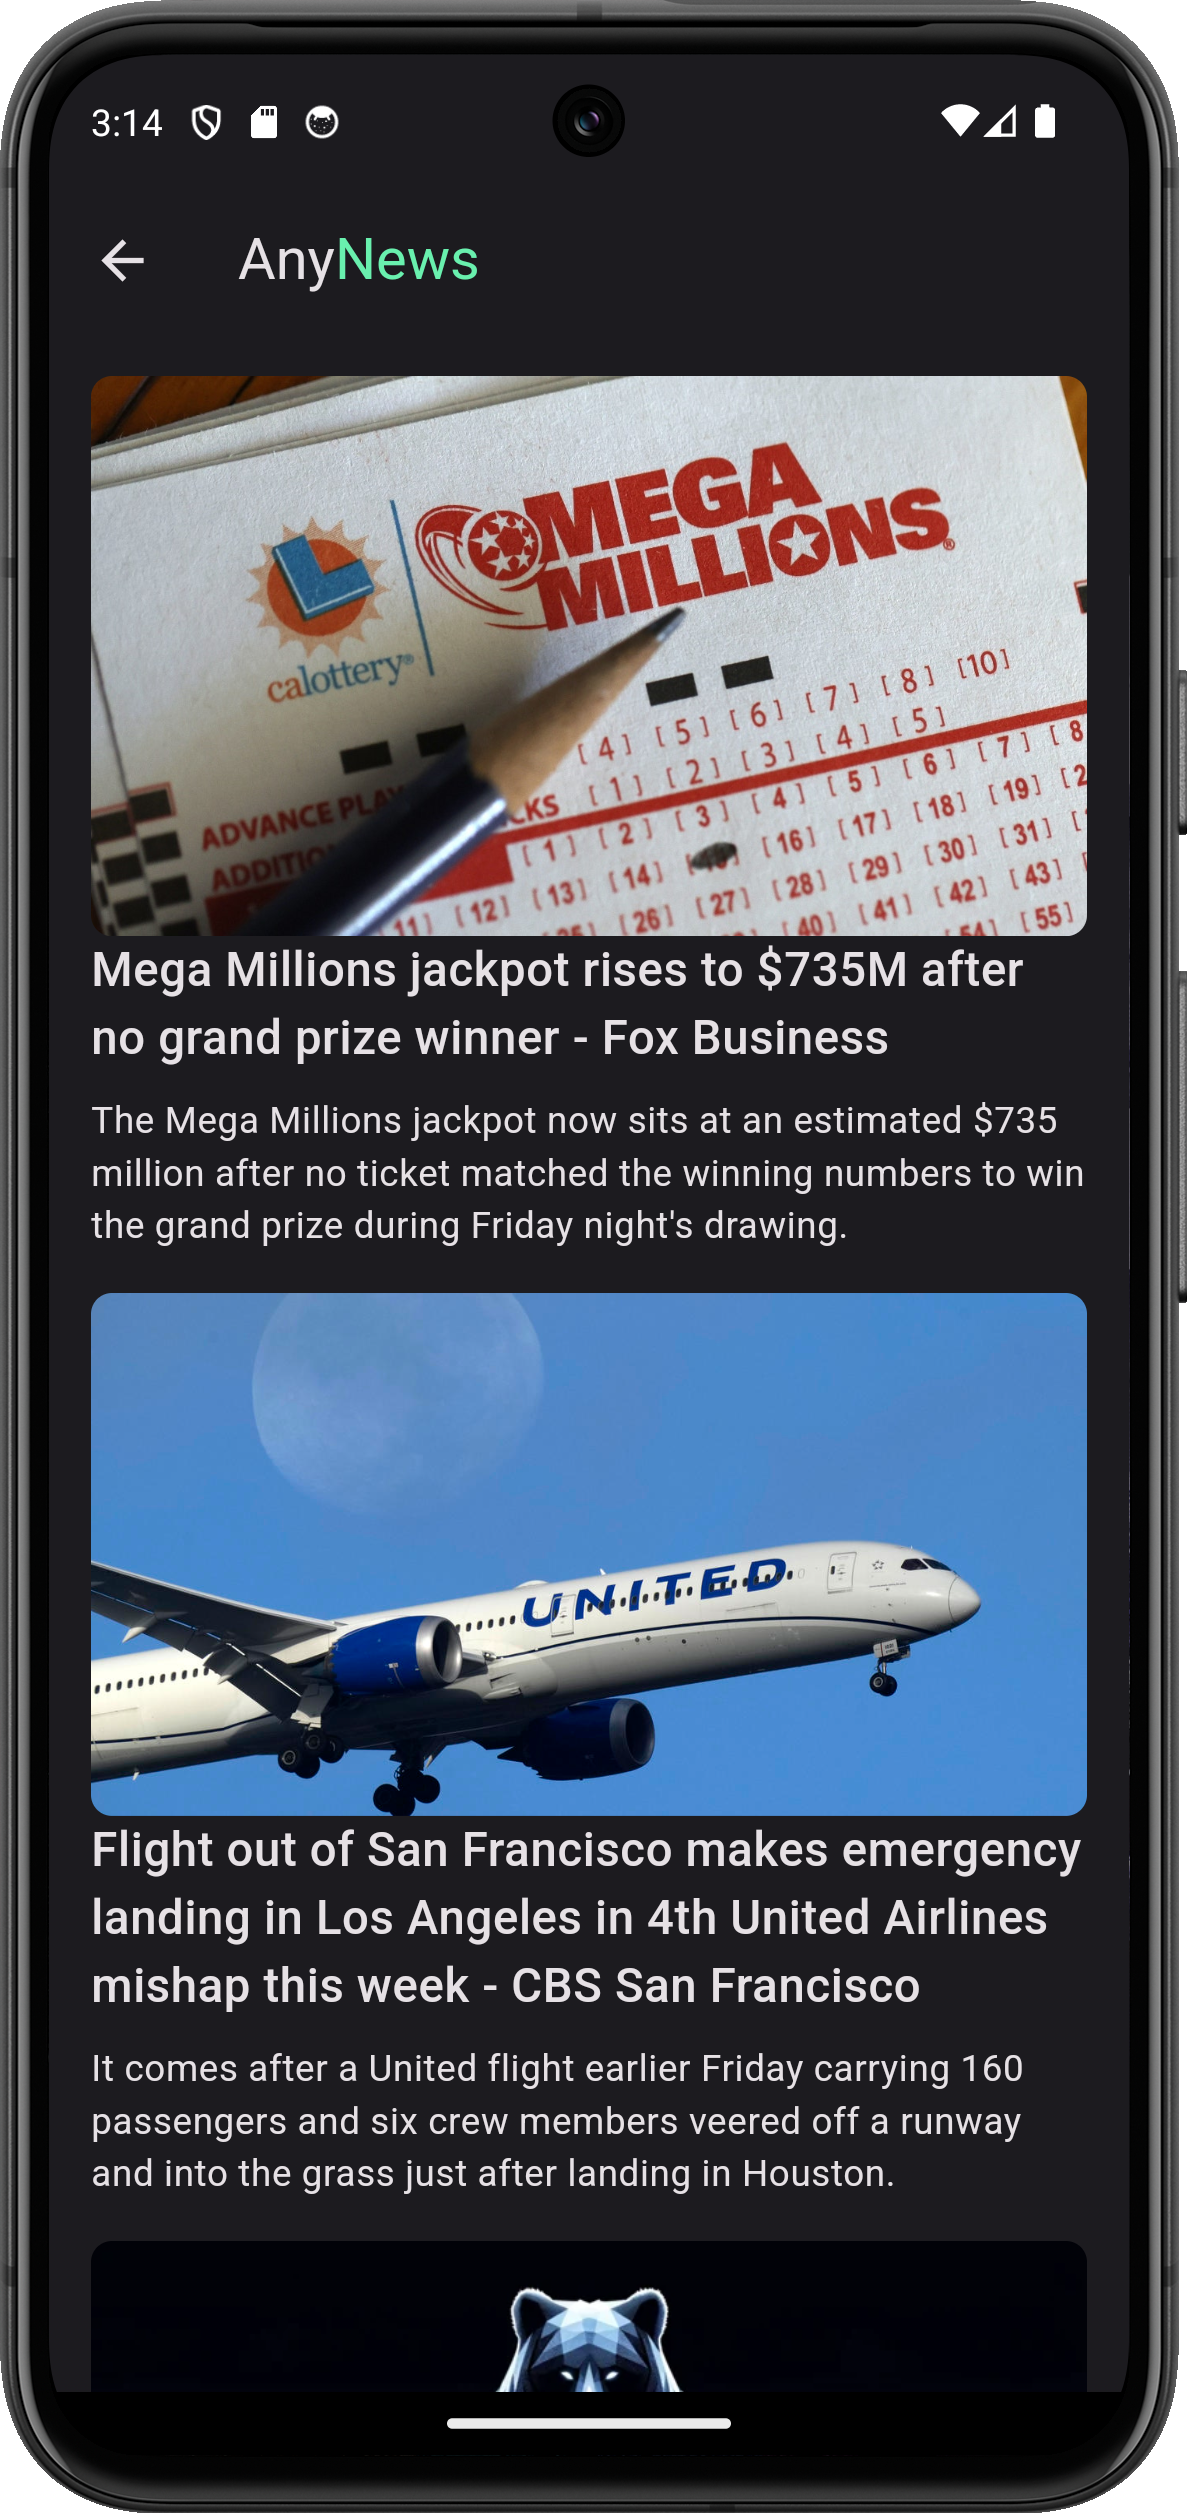 3:14
AnyNews
MEGA
MILLIONS®
calottery®
[4] [5] [6] [7] [8] [10]
[1] [2] [3] [4] [5]
ADVANCE PLAY
CKS
[1] [2] [3] [4] [5] [6] [7] [8
[13] [14] [16] [17] [18] [19]
11] [12]
[26] [27] [28] [29] [30] [31]
[40] [41] [42] [43]
[55]
Mega Millions jackpot rises to $735M after
no grand prize winner - Fox Business
The Mega Millions jackpot now sits at an estimated $735
million after no ticket matched the winning numbers to win
the grand prize during Friday night's drawing.
UNITED
Flight out of San Francisco makes emergency
landing in Los Angeles in 4th United Airlines
mishap this week - CBS San Francisco
It comes after a United flight earlier Friday carrying 160
passengers and six crew members veered off a runway
and into the grass just after landing in Houston.